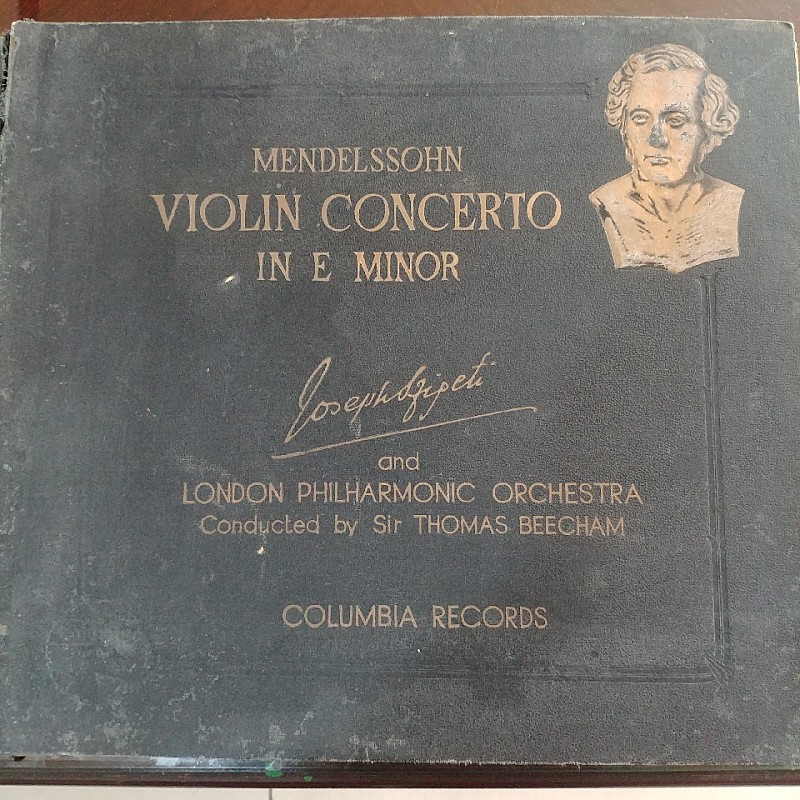 MENDELSSOHN
VIOLIN CONCERTO
IN E MINOR
Joseph Szigeti
and
LONDON PHILHARMONIC ORCHESTRA
Conducted by Sir THOMAS BEECHAM
COLUMBIA RECORDS